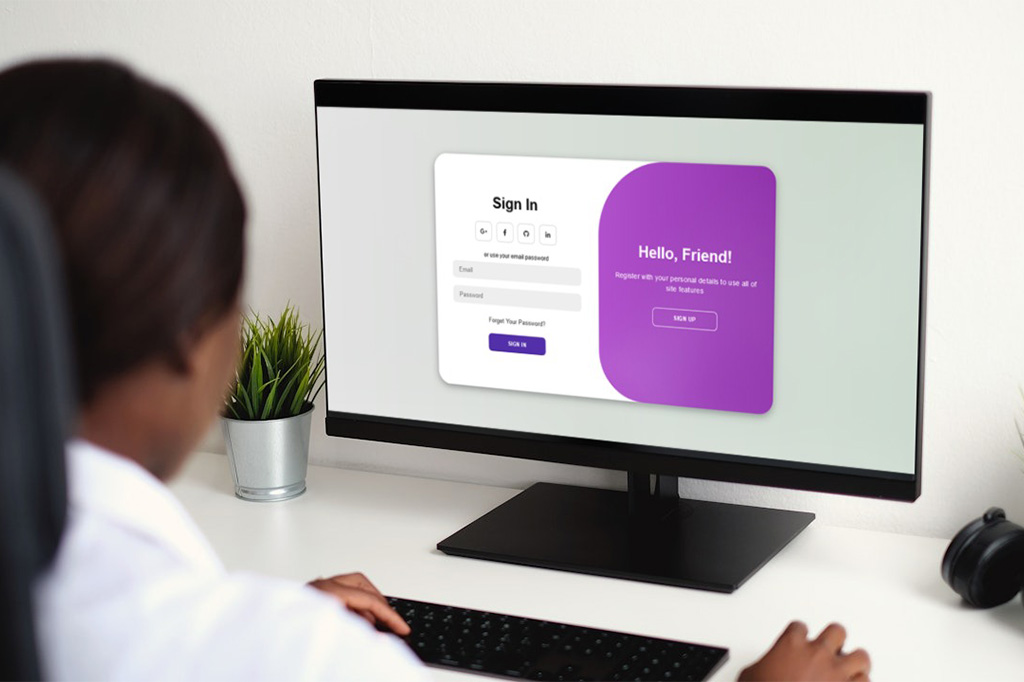 Sign In
G+
f
in
or use your email password
Email
Password
Forget Your Password?
SIGN IN
Hello, Friend!
Register with your personal details to use all of
site features
SIGN UP